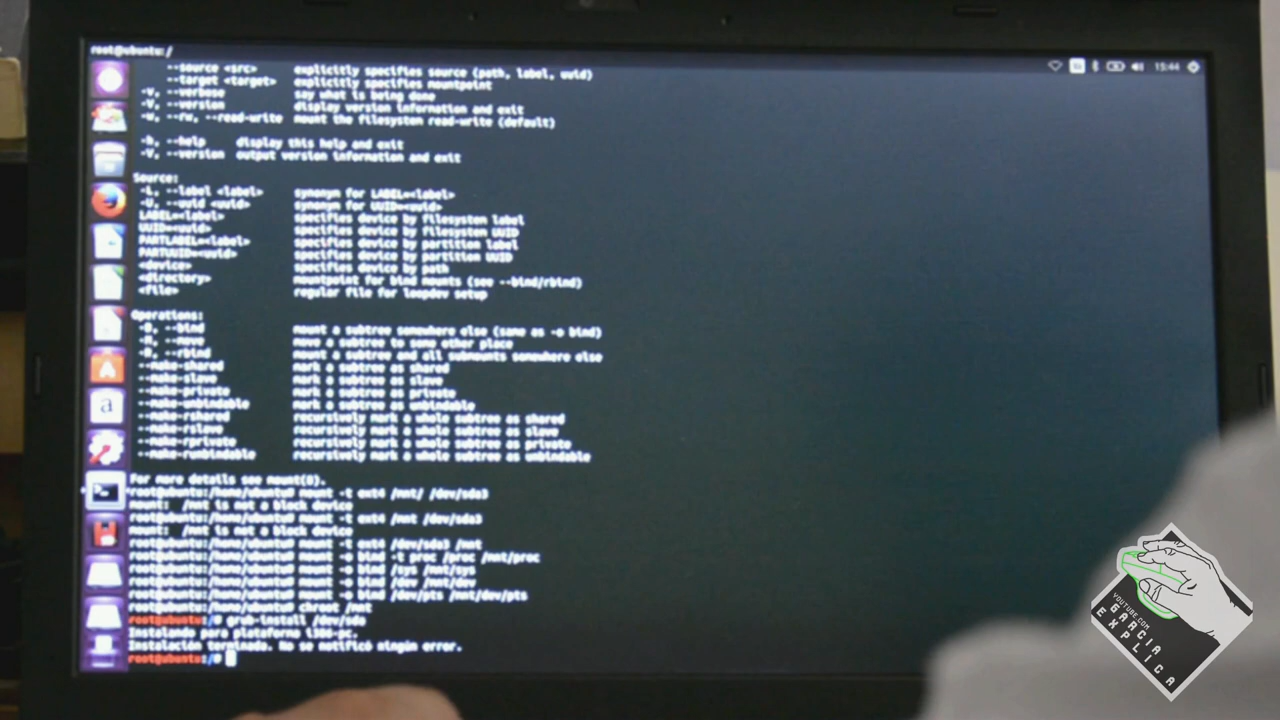 root@ubuntu: /
15:44
--source <src> explicitly specifies source (path, label, uuid)
--target <target> explicitly specifies mountpoint
-v, --verbose say what is being done
-V, --version display version information and exit
-w, --rw, --read-write mount the filesystem read-write (default)
-h, --help display this help and exit
-V, --version output version information and exit
Source:
-L, --label <label> synonym for LABEL=<label>
-U, --uuid <uuid> synonym for UUID=<uuid>
LABEL=<label> specifies device by filesystem label
UUID=<uuid> specifies device by filesystem UUID
PARTLABEL=<label> specifies device by partition label
PARTUUID=<uuid> specifies device by partition UUID
<device> specifies device by path
<directory> mountpoint for bind mounts (see --bind/rbind)
<file> regular file for loopdev setup
Operations:
-B, --bind mount a subtree somewhere else (same as -o bind)
-M, --move move a subtree to some other place
-R, --rbind mount a subtree and all submounts somewhere else
--make-shared mark a subtree as shared
--make-slave mark a subtree as slave
--make-private mark a subtree as private
--make-unbindable mark a subtree as unbindable
--make-rshared recursively mark a whole subtree as shared
--make-rslave recursively mark a whole subtree as slave
--make-rprivate recursively mark a whole subtree as private
--make-runbindable recursively mark a whole subtree as unbindable
For more details see mount(8).
root@ubuntu:/home/ubuntu# mount -t ext4 /mnt/ /dev/sda3
mount: /mnt is not a block device
root@ubuntu:/home/ubuntu# mount -t ext4 /mnt /dev/sda3
mount: /mnt is not a block device
root@ubuntu:/home/ubuntu# mount -t ext4 /dev/sda3 /mnt
root@ubuntu:/home/ubuntu# mount -o bind -t proc /proc /mnt/proc
root@ubuntu:/home/ubuntu# mount -o bind /sys /mnt/sys
root@ubuntu:/home/ubuntu# mount -o bind /dev /mnt/dev
root@ubuntu:/home/ubuntu# mount -o bind /dev/pts /mnt/dev/pts
root@ubuntu:/home/ubuntu# chroot /mnt
root@ubuntu:/# grub-install /dev/sda
Instalando para plataforma i386-pc.
Instalación terminada. No se notificó ningún error.
root@ubuntu:/#
YOUTUBE.COM
GARCIA
EXPLICA